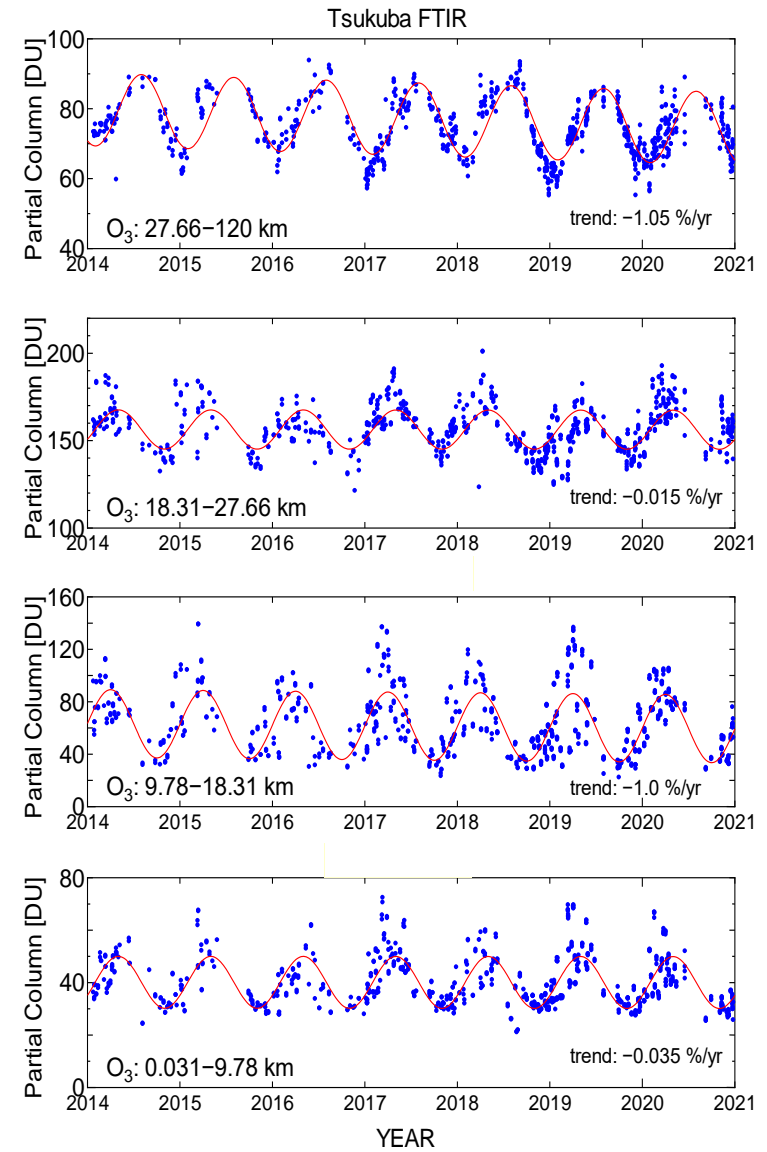 Tsukuba FTIR
100
80
60
40
Partial Column [DU]
O₃: 27.66−120 km
trend: −1.05 %/yr
2014 2015 2016 2017 2018 2019 2020 2021
200
150
100
Partial Column [DU]
O₃: 18.31−27.66 km
trend: −0.015 %/yr
2014 2015 2016 2017 2018 2019 2020 2021
160
120
80
40
0
Partial Column [DU]
O₃: 9.78−18.31 km
trend: −1.0 %/yr
2014 2015 2016 2017 2018 2019 2020 2021
80
40
0
Partial Column [DU]
O₃: 0.031−9.78 km
trend: −0.035 %/yr
2014 2015 2016 2017 2018 2019 2020 2021
YEAR